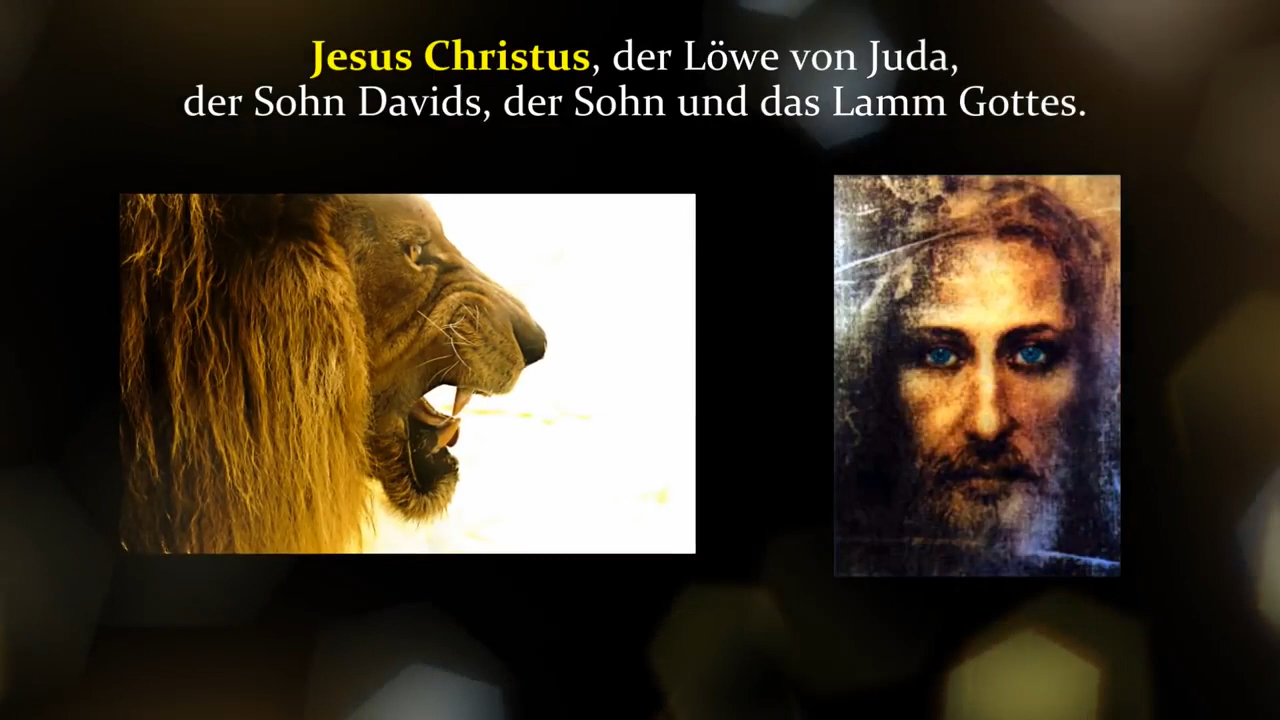 Jesus Christus, der Löwe von Juda,
der Sohn Davids, der Sohn und das Lamm Gottes.